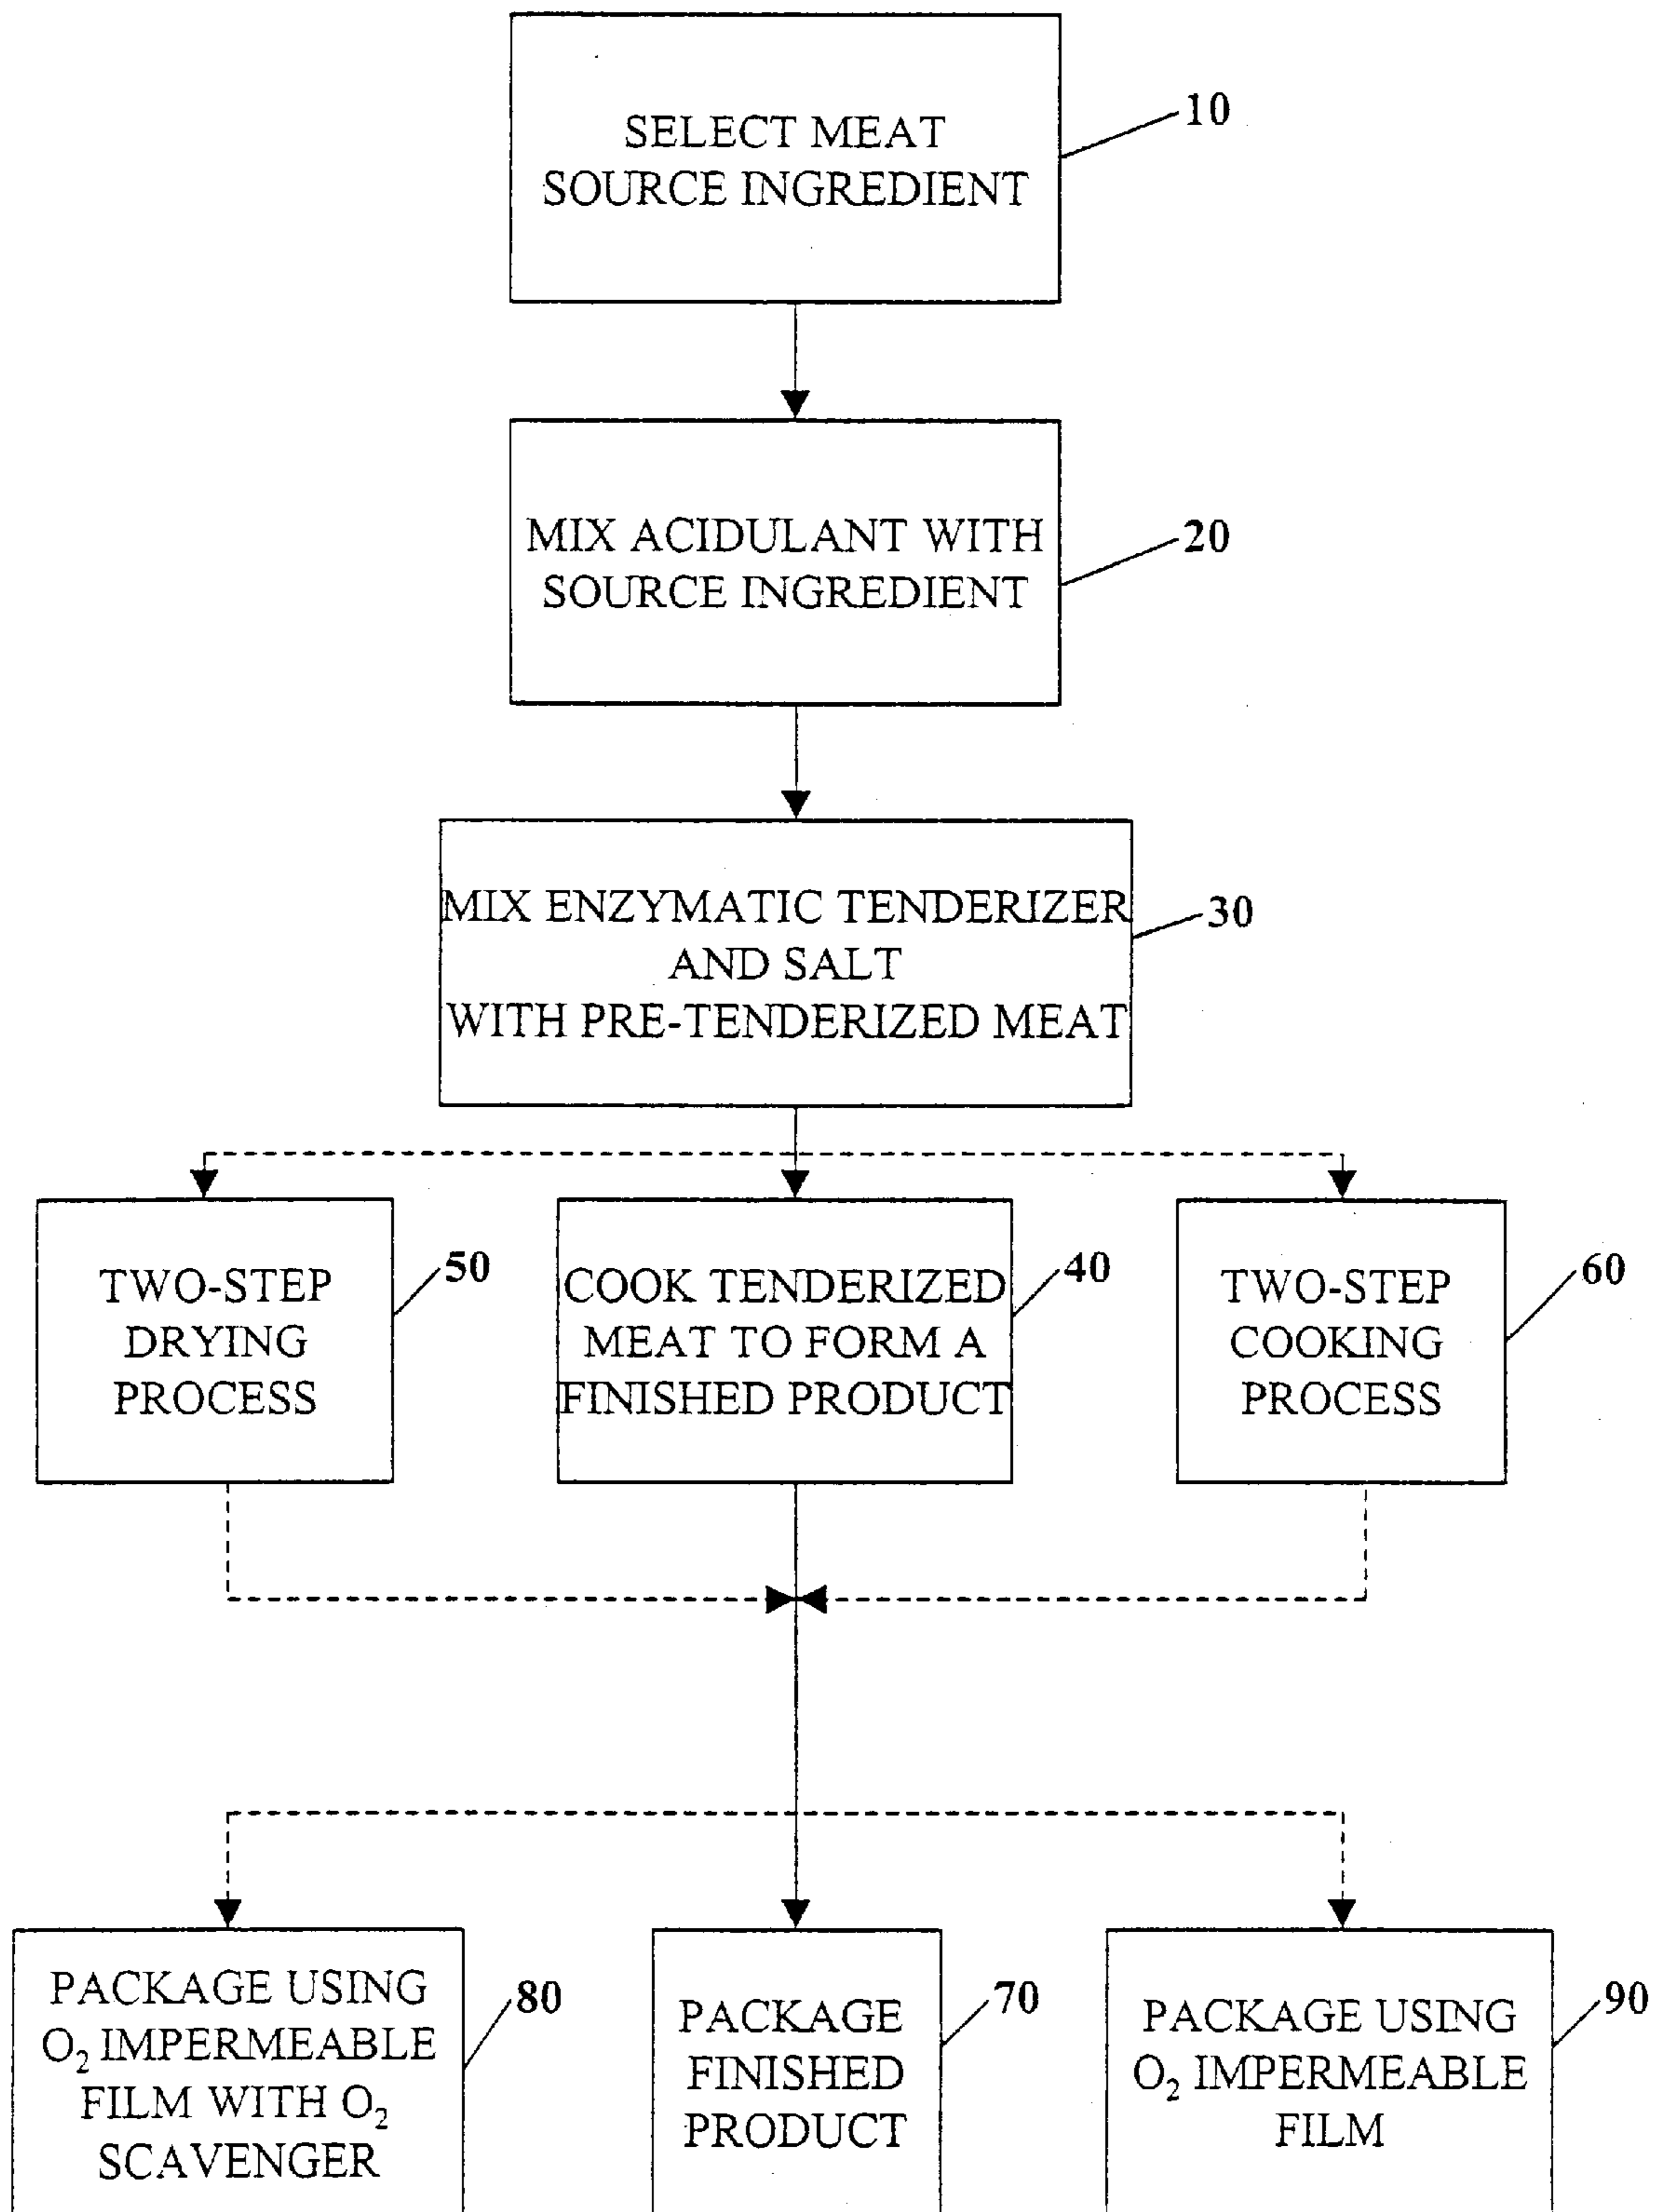 SELECT MEAT
SOURCE INGREDIENT
10
MIX ACIDULANT WITH
SOURCE INGREDIENT
20
MIX ENZYMATIC TENDERIZER
AND SALT
WITH PRE-TENDERIZED MEAT
30
TWO-STEP
DRYING
PROCESS
50
COOK TENDERIZED
MEAT TO FORM A
FINISHED PRODUCT
40
TWO-STEP
COOKING
PROCESS
60
PACKAGE USING
O₂ IMPERMEABLE
FILM WITH O₂
SCAVENGER
80
PACKAGE
FINISHED
PRODUCT
70
PACKAGE USING
O₂ IMPERMEABLE
FILM
90